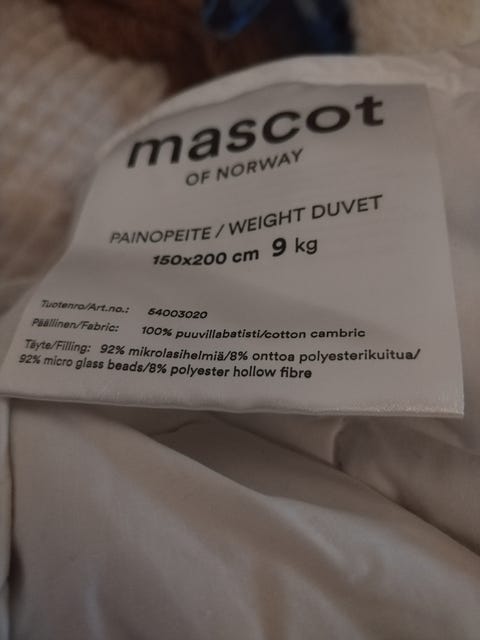 mascot
OF NORWAY
PAINOPEITE / WEIGHT DUVET
150x200 cm 9 kg
Tuotenro/Art.no.: 54003020
Päällinen/Fabric: 100% puuvillabatisti/cotton cambric
Täyte/Filling: 92% mikrolasihelmiä/8% onttoa polyesterikuitua/
92% micro glass beads/8% polyester hollow fibre